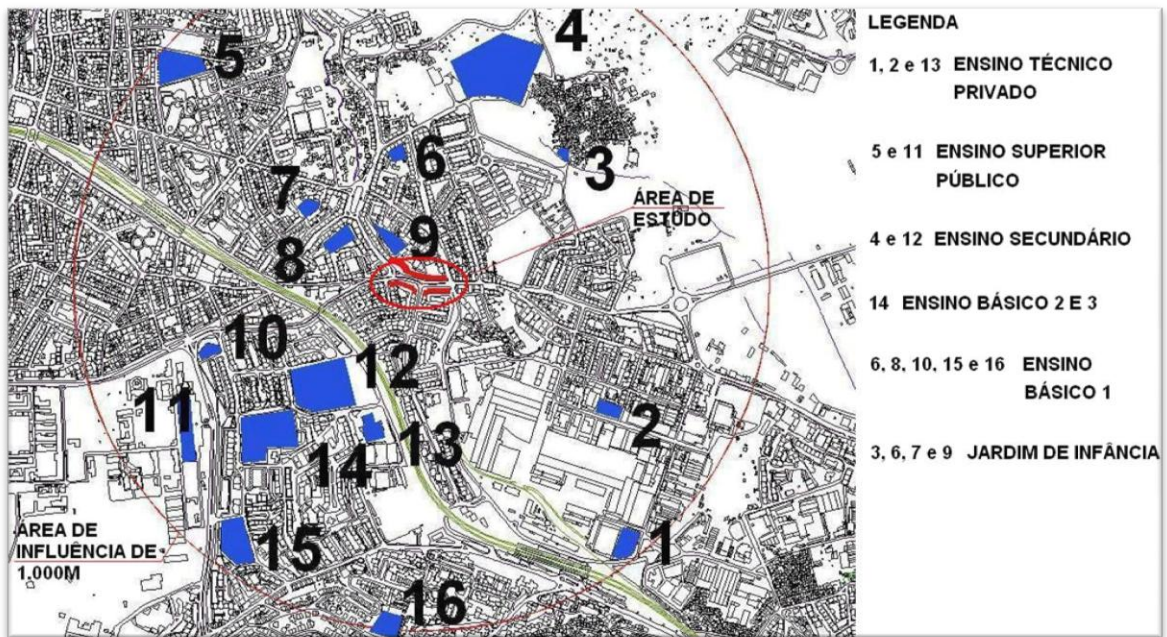 4
5
6
3
7
ÁREA DE
ESTUDO
9
8
10
12
11
2
13
14
1
ÁREA DE
INFLUÊNCIA DE
1.000M
15
16
LEGENDA
1, 2 e 13 ENSINO TÉCNICO
PRIVADO
5 e 11 ENSINO SUPERIOR
PÚBLICO
4 e 12 ENSINO SECUNDÁRIO
14 ENSINO BÁSICO 2 E 3
6, 8, 10, 15 e 16 ENSINO
BÁSICO 1
3, 6, 7 e 9 JARDIM DE INFÂNCIA